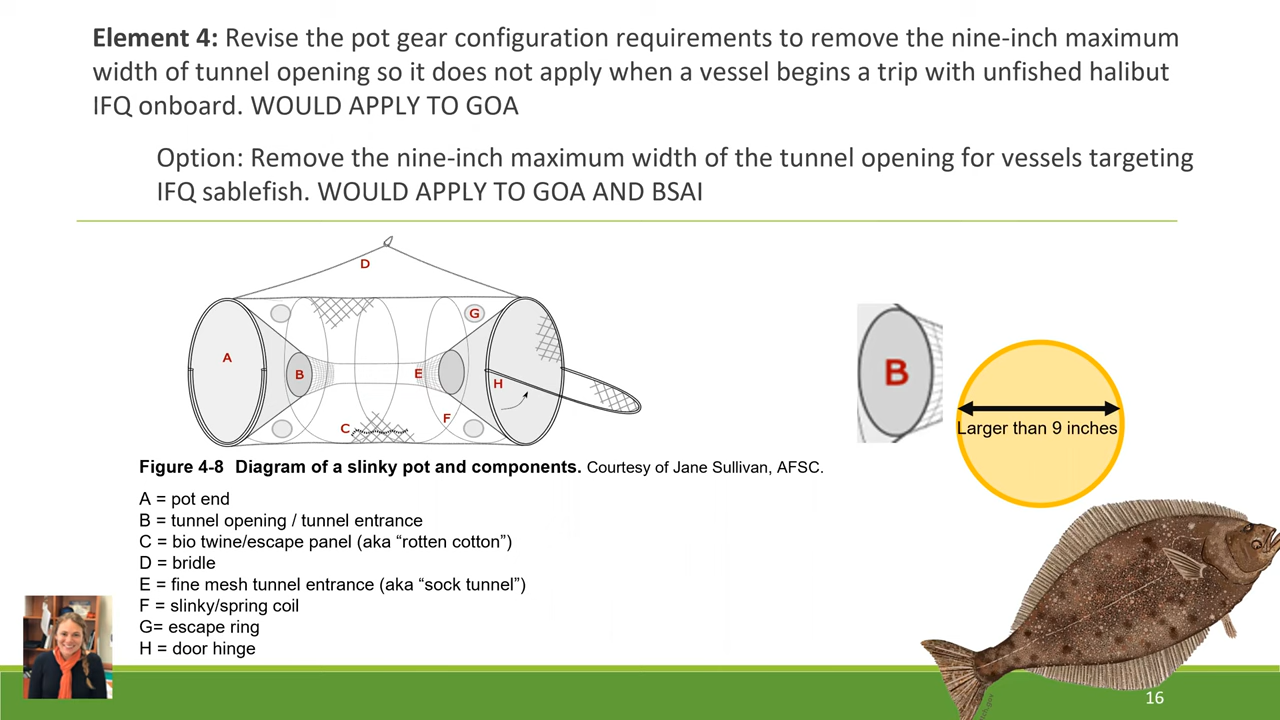 Element 4: Revise the pot gear configuration requirements to remove the nine-inch maximum
width of tunnel opening so it does not apply when a vessel begins a trip with unfished halibut
IFQ onboard. WOULD APPLY TO GOA
Option: Remove the nine-inch maximum width of the tunnel opening for vessels targeting
IFQ sablefish. WOULD APPLY TO GOA AND BSAI
D
G
A
B
E
H
F
C
B
Larger than 9 inches
Figure 4-8 Diagram of a slinky pot and components. Courtesy of Jane Sullivan, AFSC.
A = pot end
B = tunnel opening / tunnel entrance
C = bio twine/escape panel (aka “rotten cotton”)
D = bridle
E = fine mesh tunnel entrance (aka “sock tunnel”)
F = slinky/spring coil
G= escape ring
H = door hinge
16